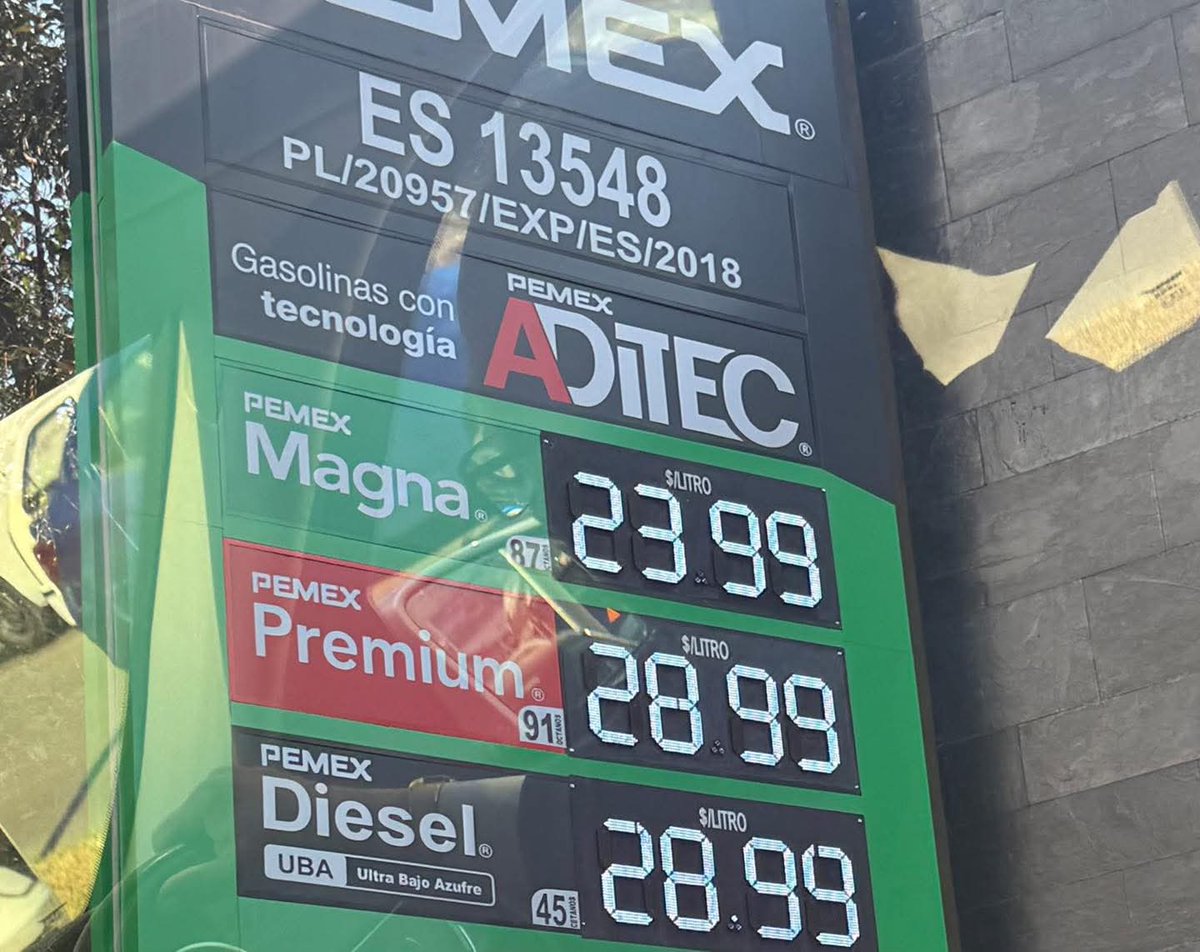 PEMEX®
ES 13548
PL/20957/EXP/ES/2018
Gasolinas con
tecnología
PEMEX
ADITEC®
PEMEX
Magna®
87
$/LITRO
23.99
PEMEX
Premium®
91 OCTANOS
$/LITRO
28.99
PEMEX
Diesel®
UBA Ultra Bajo Azufre
45
$/LITRO
28.99